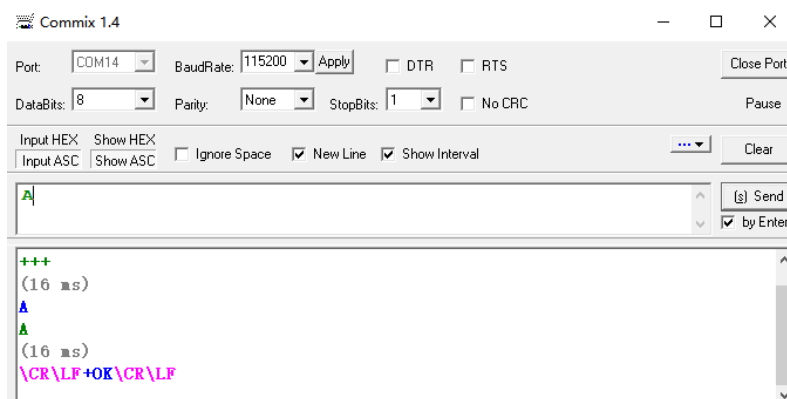 Commix 1.4
Port: COM14 BaudRate: 115200 Apply DTR RTS Close Port
DataBits: 8 Parity: None StopBits: 1 No CRC Pause
Input HEX Show HEX
Input ASC Show ASC Ignore Space New Line Show Interval ... Clear
A (s) Send
by Enter
+++
(16 ms)
A
A
(16 ms)
\CR\LF+OK\CR\LF